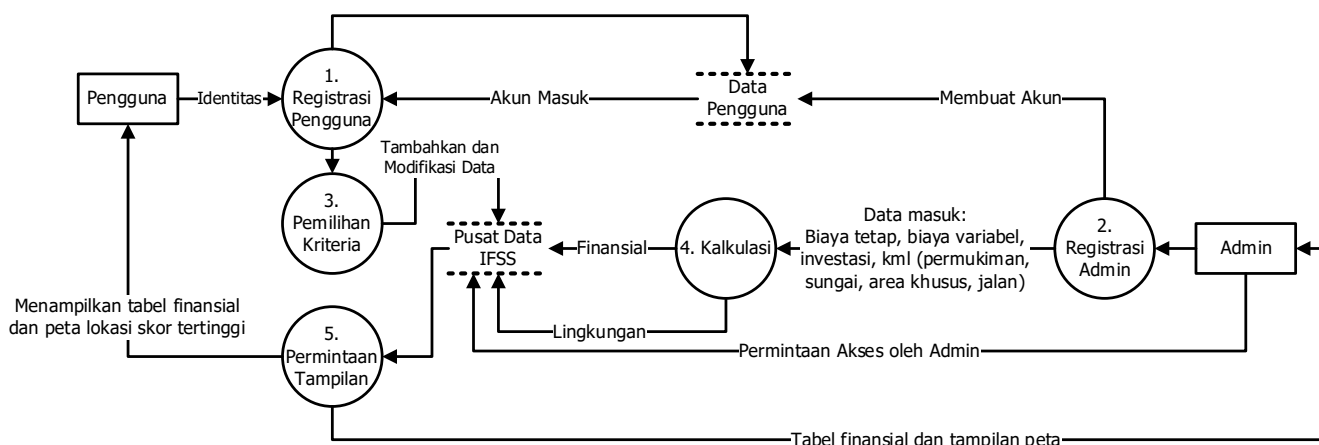 Pengguna
Identitas
1.
Registrasi
Pengguna
Akun Masuk
Data
Pengguna
Membuat Akun
Tambahkan dan
Modifikasi Data
3.
Pemilihan
Kriteria
Pusat Data
IFSS
Finansial
4. Kalkulasi
Data masuk:
Biaya tetap, biaya variabel,
investasi, kml (permukiman,
sungai, area khusus, jalan)
2.
Registrasi
Admin
Admin
Menampilkan tabel finansial
dan peta lokasi skor tertinggi
5.
Permintaan
Tampilan
Lingkungan
Permintaan Akses oleh Admin
Tabel finansial dan tampilan peta